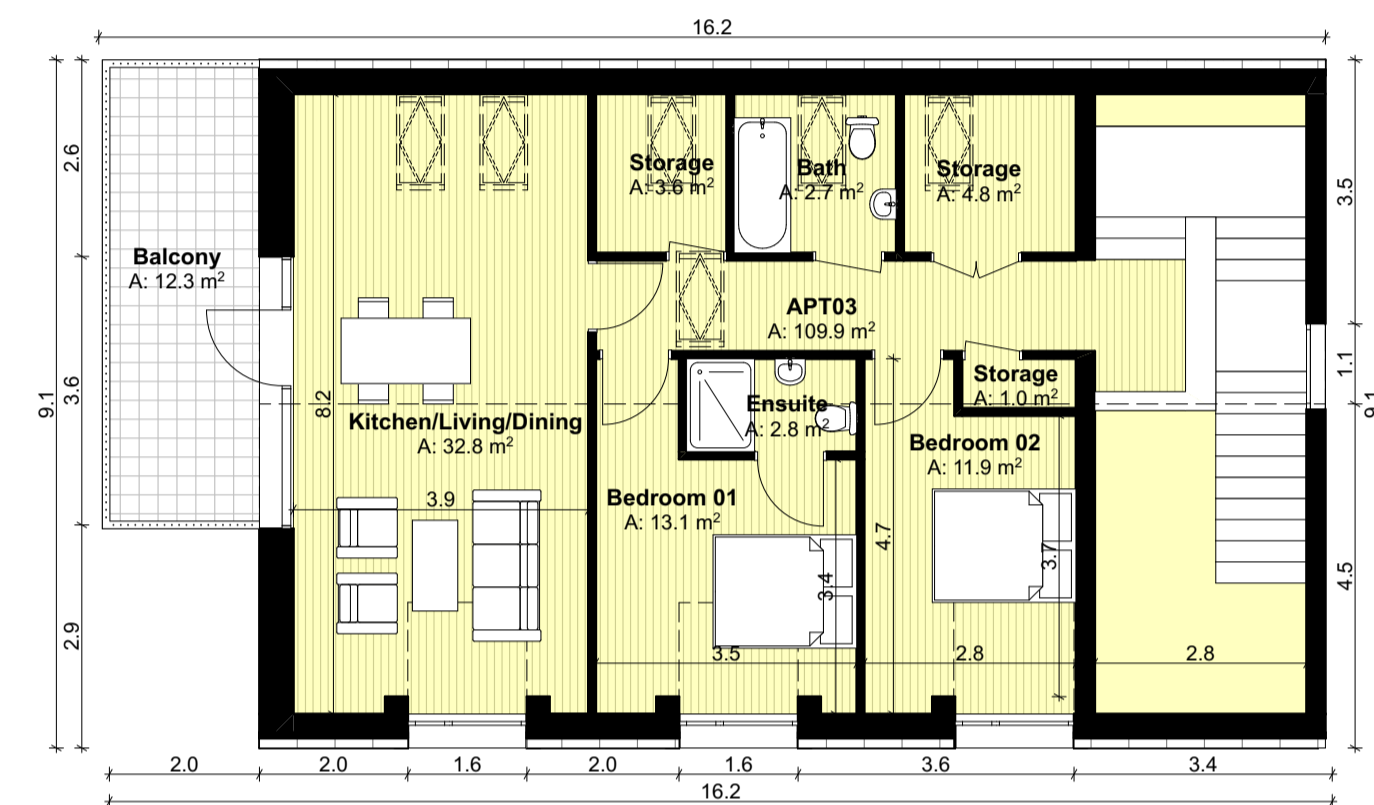 16.2
Storage
A: 3.6 m²
Bath
A: 2.7 m²
Storage
A: 4.8 m²
2.6
3.5
Balcony
A: 12.3 m²
APT03
A: 109.9 m²
1.1
9.1
3.6
8.2
Storage
A: 1.0 m²
9.1
Kitchen/Living/Dining
A: 32.8 m²
Ensuite
A: 2.8 m²
Bedroom 02
A: 11.9 m²
3.9
Bedroom 01
A: 13.1 m²
4.7
3.7
3.4
4.5
2.9
3.5
2.8
2.8
2.0
2.0
1.6
2.0
1.6
3.6
3.4
16.2